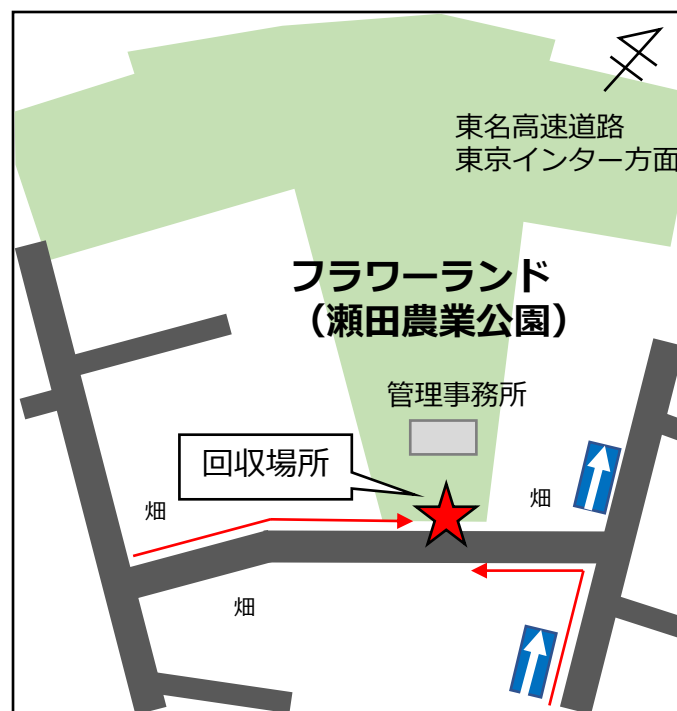 東名高速道路
東京インター方面
フラワーランド
（瀬田農業公園）
管理事務所
回収場所
畑
畑
畑